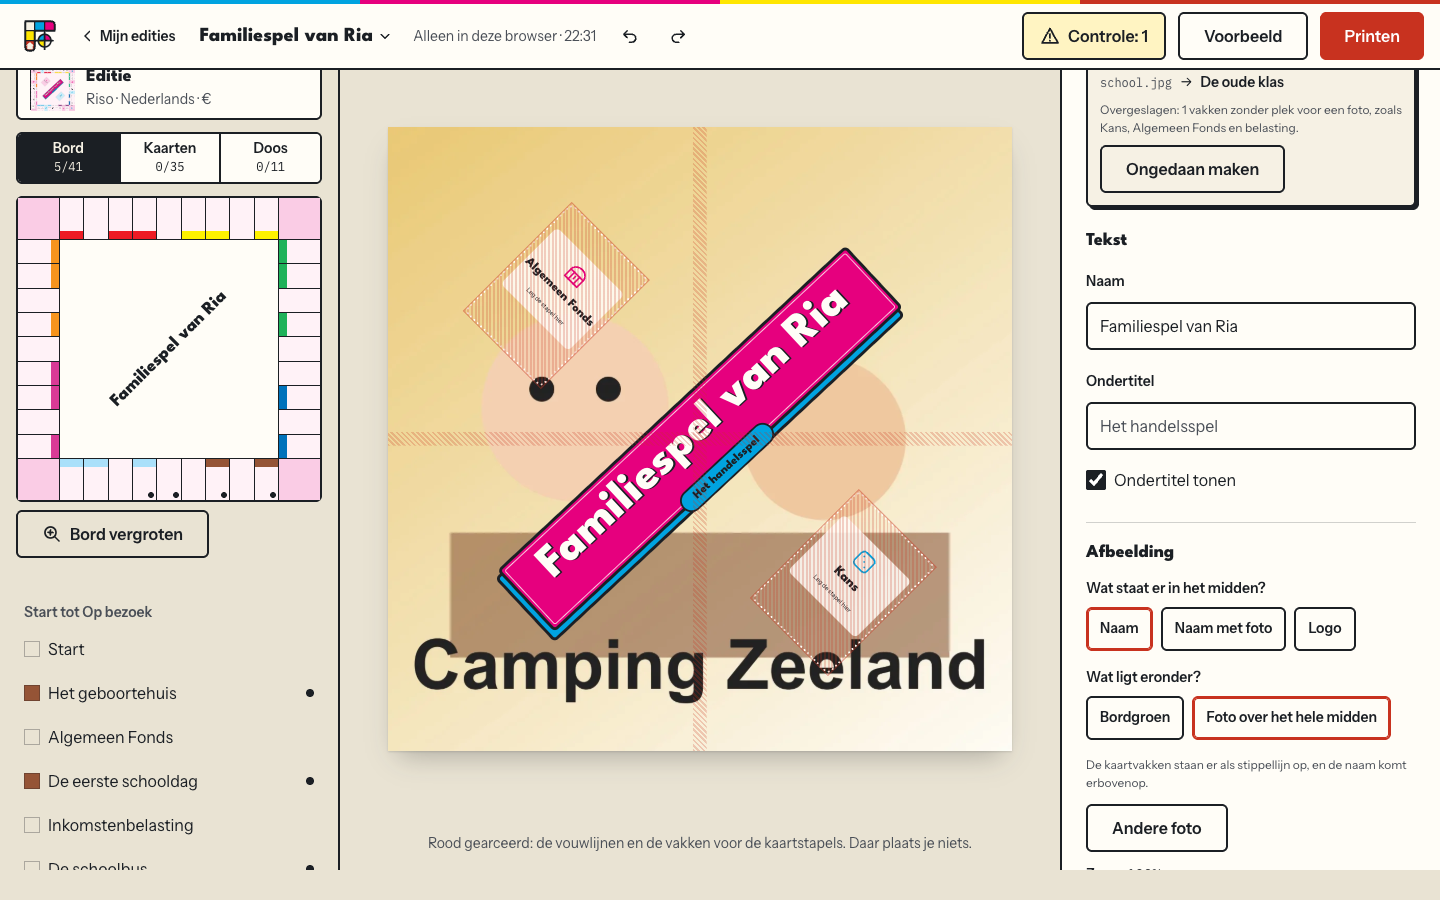 Mijn edities
Familiespel van Ria
Alleen in deze browser · 22:31
Controle: 1
Voorbeeld
Printen
Editie
Riso · Nederlands · €
Bord
5/41
Kaarten
0/35
Doos
0/11
Familiespel van Ria
Bord vergroten
Start tot Op bezoek
Start
Het geboortehuis
Algemeen Fonds
De eerste schooldag
Inkomstenbelasting
De schoolbus
Algemeen Fonds
Leg de stapel hier
Familiespel van Ria
Het handelsspel
Kans
Leg de stapel hier
Camping Zeeland
Rood gearceerd: de vouwlijnen en de vakken voor de kaartstapels. Daar plaats je niets.
school.jpg → De oude klas
Overgeslagen: 1 vakken zonder plek voor een foto, zoals
Kans, Algemeen Fonds en belasting.
Ongedaan maken
Tekst
Naam
Familiespel van Ria
Ondertitel
Het handelsspel
Ondertitel tonen
Afbeelding
Wat staat er in het midden?
Naam
Naam met foto
Logo
Wat ligt eronder?
Bordgroen
Foto over het hele midden
De kaartvakken staan er als stippellijn op, en de naam komt
erbovenop.
Andere foto